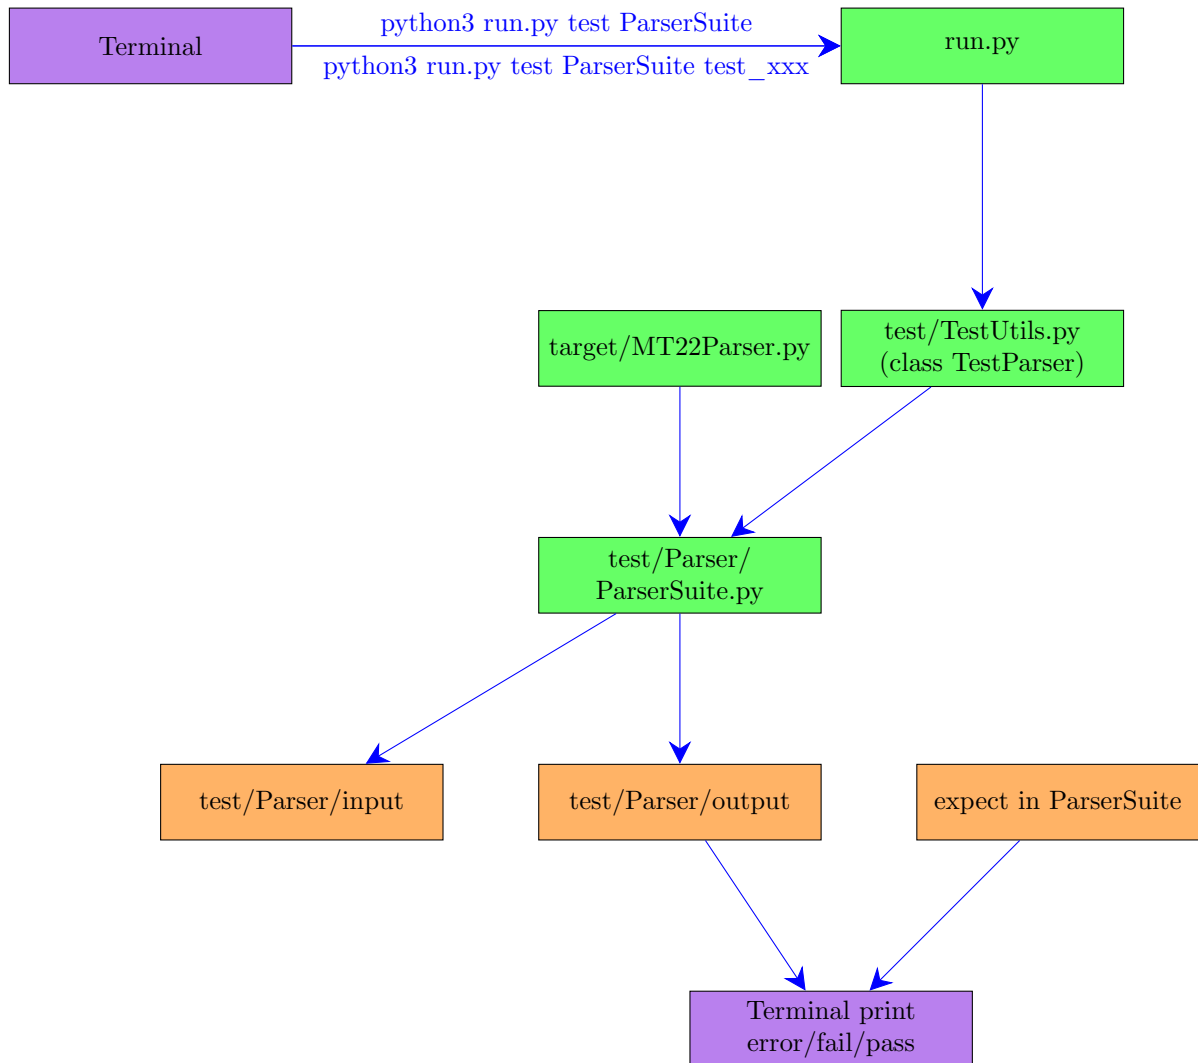 Terminal
python3 run.py test ParserSuite
python3 run.py test ParserSuite test_xxx
run.py
target/MT22Parser.py
test/TestUtils.py
(class TestParser)
test/Parser/
ParserSuite.py
test/Parser/input
test/Parser/output
expect in ParserSuite
Terminal print
error/fail/pass